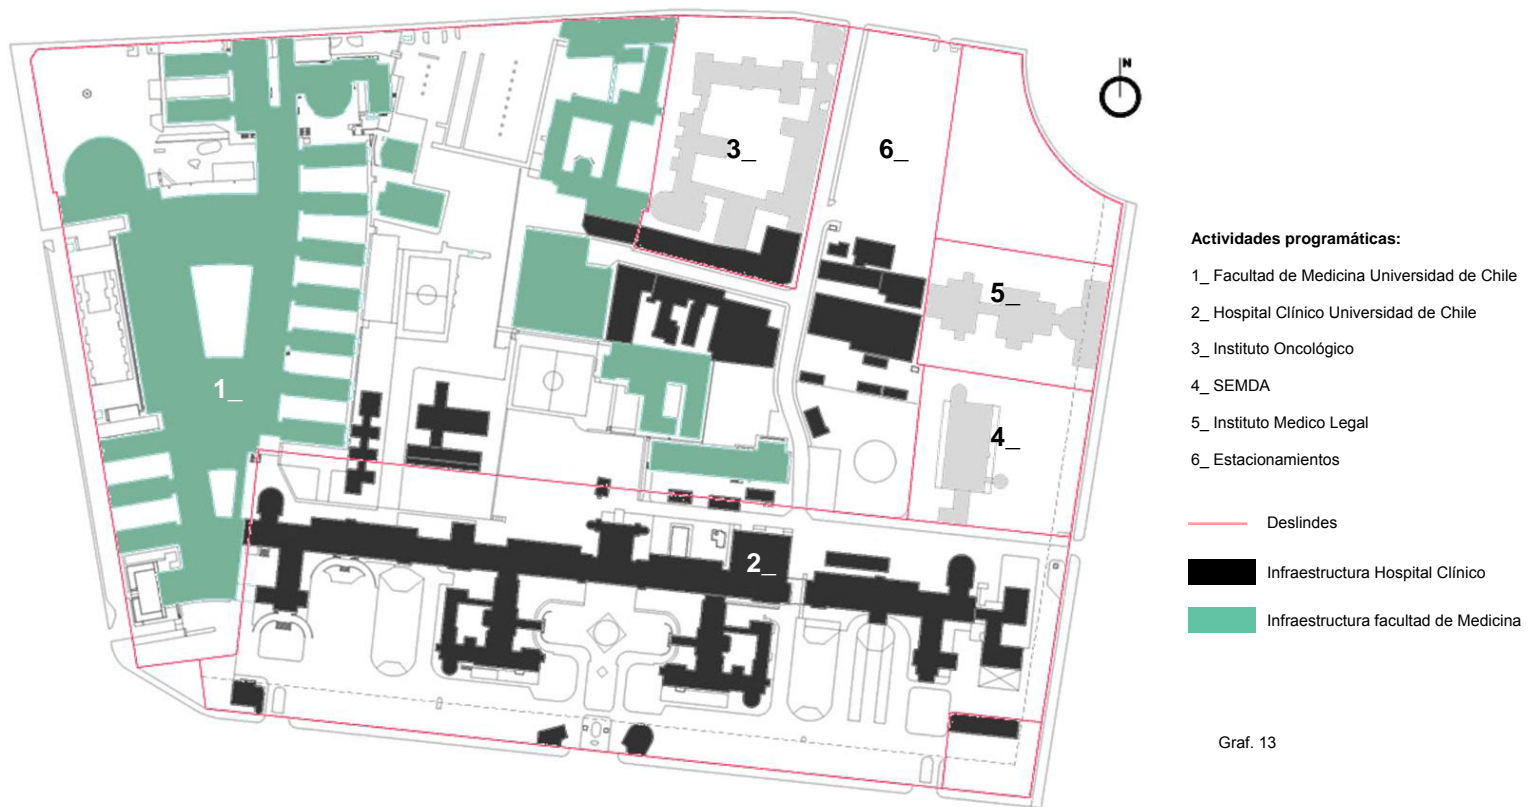 N
3_
6_
5_
1_
4_
2_
Actividades programáticas:
1_ Facultad de Medicina Universidad de Chile
2_ Hospital Clínico Universidad de Chile
3_ Instituto Oncológico
4_ SEMDA
5_ Instituto Medico Legal
6_ Estacionamientos
Deslindes
Infraestructura Hospital Clínico
Infraestructura facultad de Medicina
Graf. 13